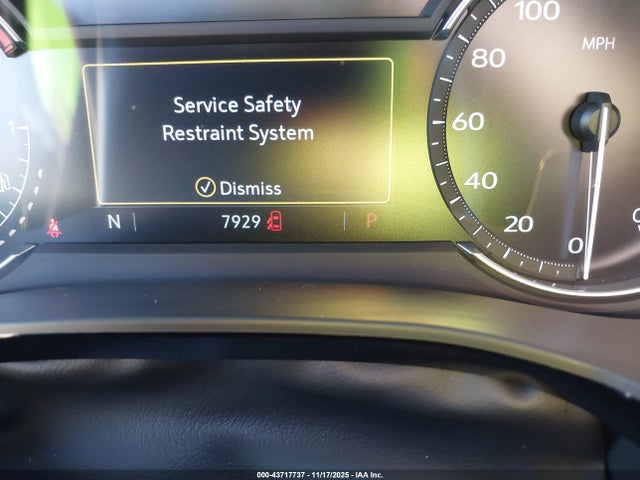 Service Safety
Restraint System
Dismiss
N 7929 P
100
MPH
80
60
40
20
0
1
000-43717737 - 11/17/2025 - IAA Inc.